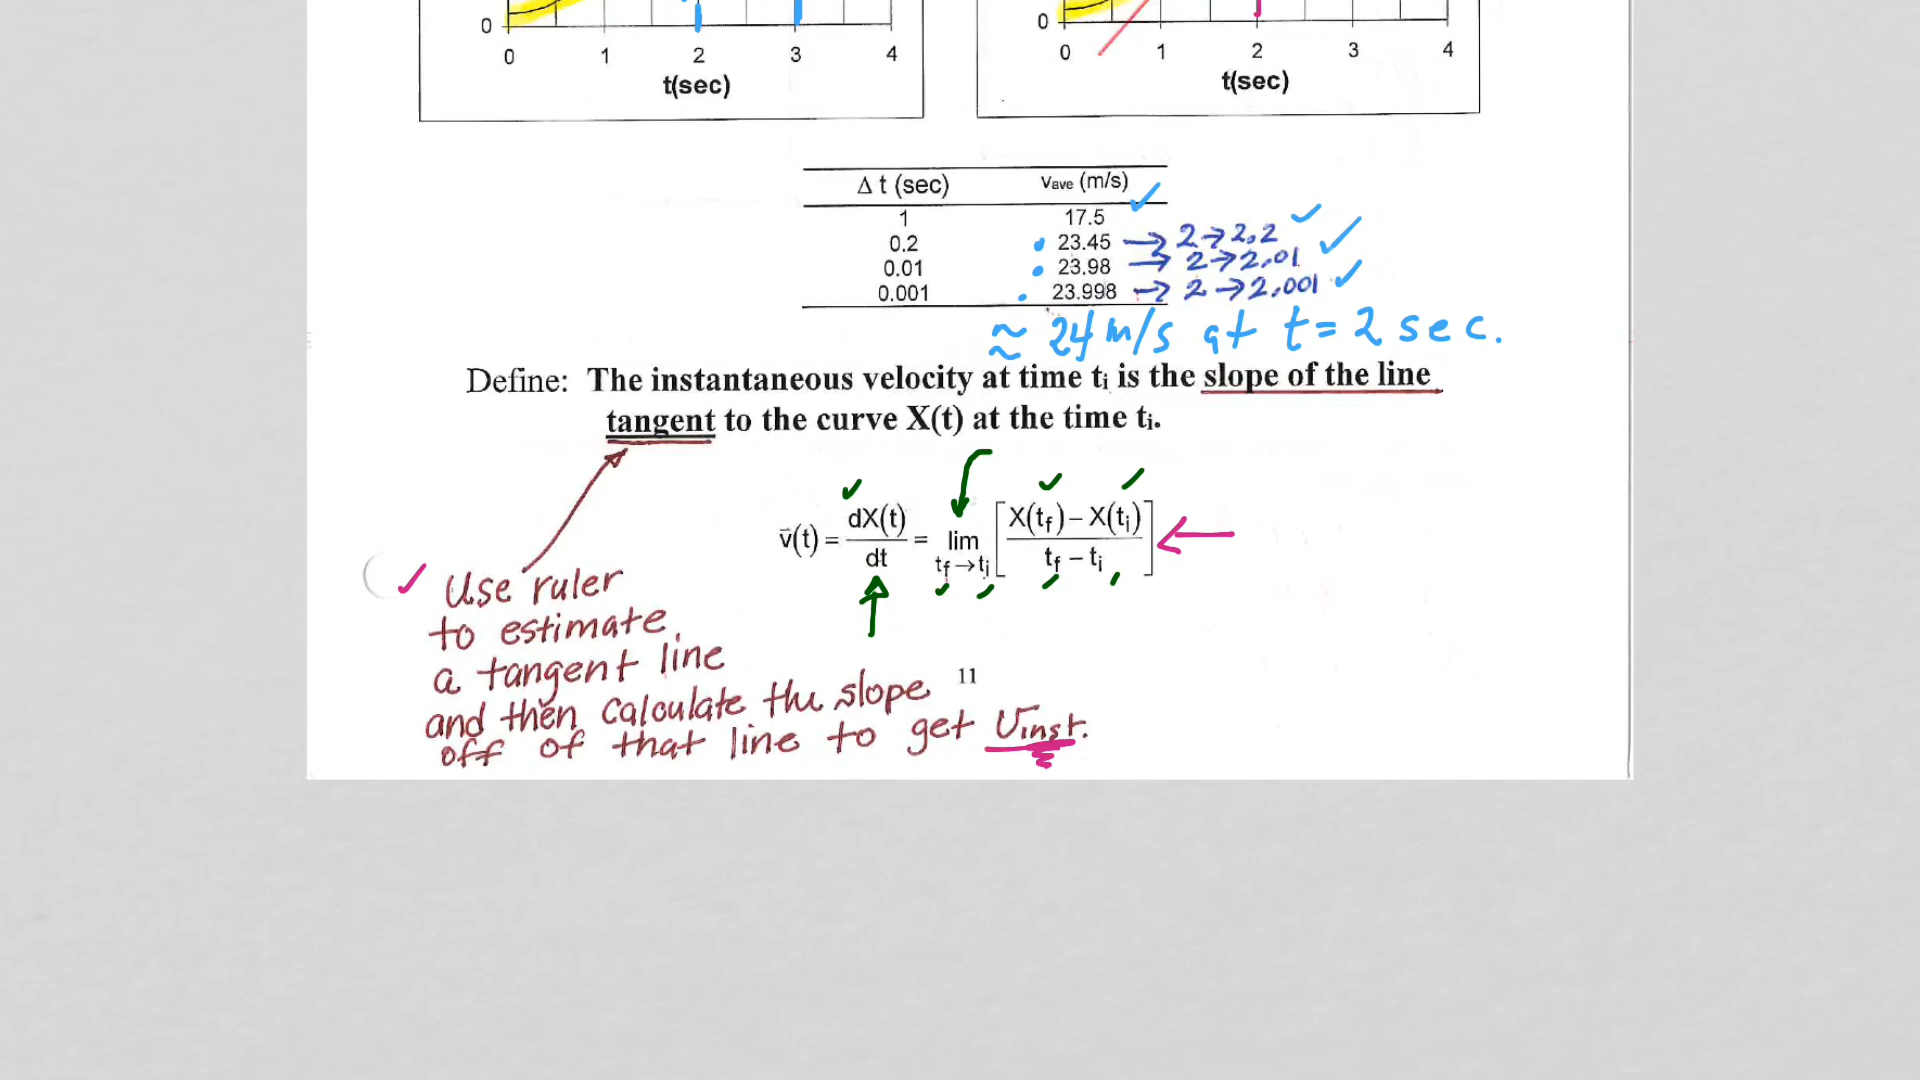 0 0
0 1 2 3 4 0 1 2 3 4
t(sec) t(sec)
Δ t (sec) Vave (m/s)
1 17.5
0.2 23.45 → 2→2.2
0.01 23.98 → 2→2.01
0.001 23.998 → 2→2.001
≈ 24 m/s at t = 2 sec.
Define: The instantaneous velocity at time ti is the slope of the line
tangent to the curve X(t) at the time ti.
v̄(t) = dX(t)/dt = lim tf→ti [X(tf) – X(ti) / tf – ti]
Use ruler
to estimate
a tangent line
and then calculate the slope
off of that line to get Vinst.
11